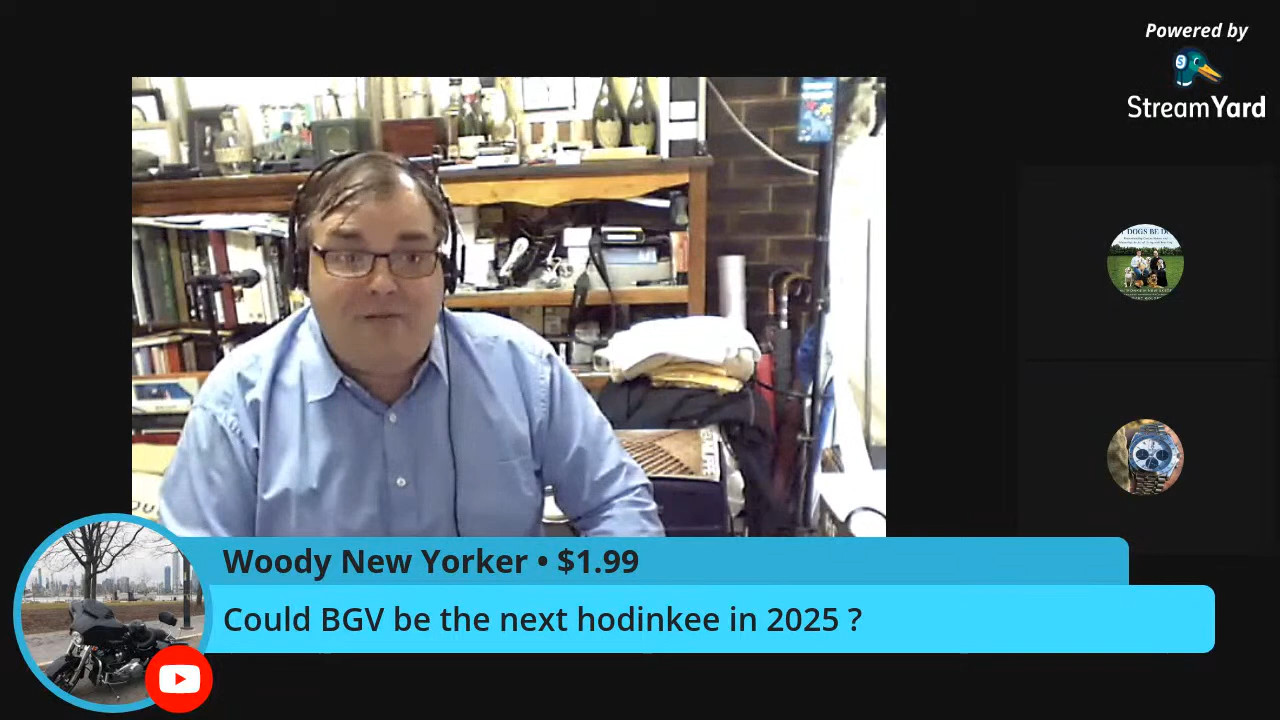 Powered by
StreamYard
Woody New Yorker • $1.99
Could BGV be the next hodinkee in 2025 ?